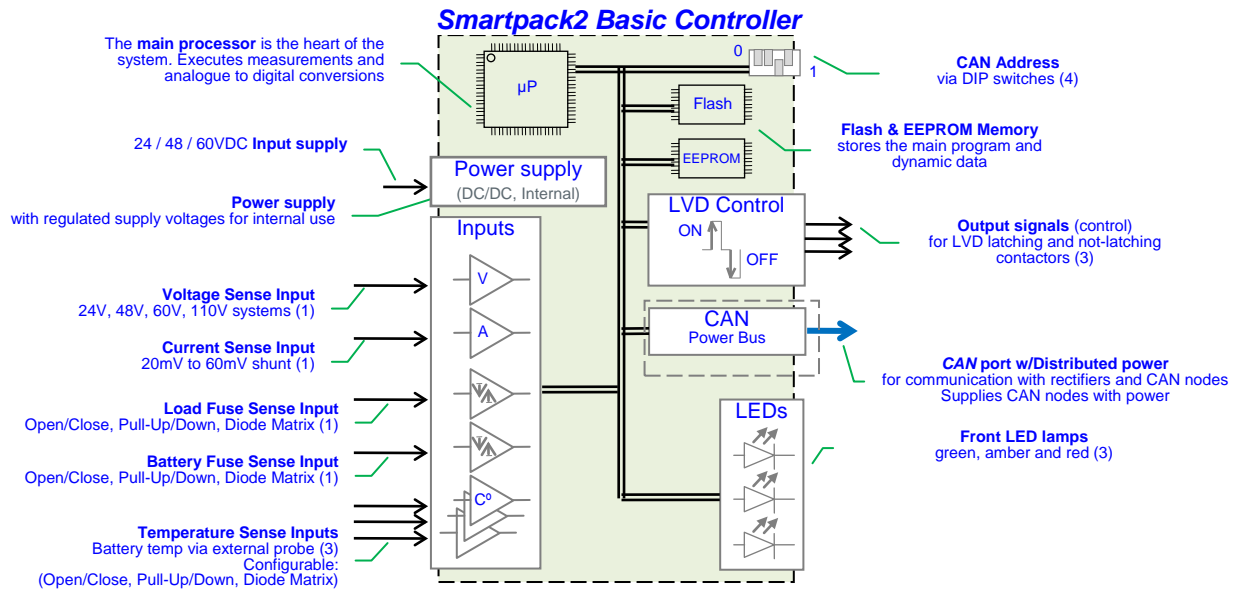 Smartpack2 Basic Controller
The main processor is the heart of the
system. Executes measurements and
analogue to digital conversions
24 / 48 / 60VDC Input supply
Power supply
with regulated supply voltages for internal use
Voltage Sense Input
24V, 48V, 60V, 110V systems (1)
Current Sense Input
20mV to 60mV shunt (1)
Load Fuse Sense Input
Open/Close, Pull-Up/Down, Diode Matrix (1)
Battery Fuse Sense Input
Open/Close, Pull-Up/Down, Diode Matrix (1)
Temperature Sense Inputs
Battery temp via external probe (3)
Configurable:
(Open/Close, Pull-Up/Down, Diode Matrix)
µP
Power supply
(DC/DC, Internal)
Inputs
V
A
Cº
0
1
Flash
EEPROM
LVD Control
ON
OFF
CAN
Power Bus
LEDs
CAN Address
via DIP switches (4)
Flash & EEPROM Memory
stores the main program and
dynamic data
Output signals (control)
for LVD latching and not-latching
contactors (3)
CAN port w/Distributed power
for communication with rectifiers and CAN nodes
Supplies CAN nodes with power
Front LED lamps
green, amber and red (3)